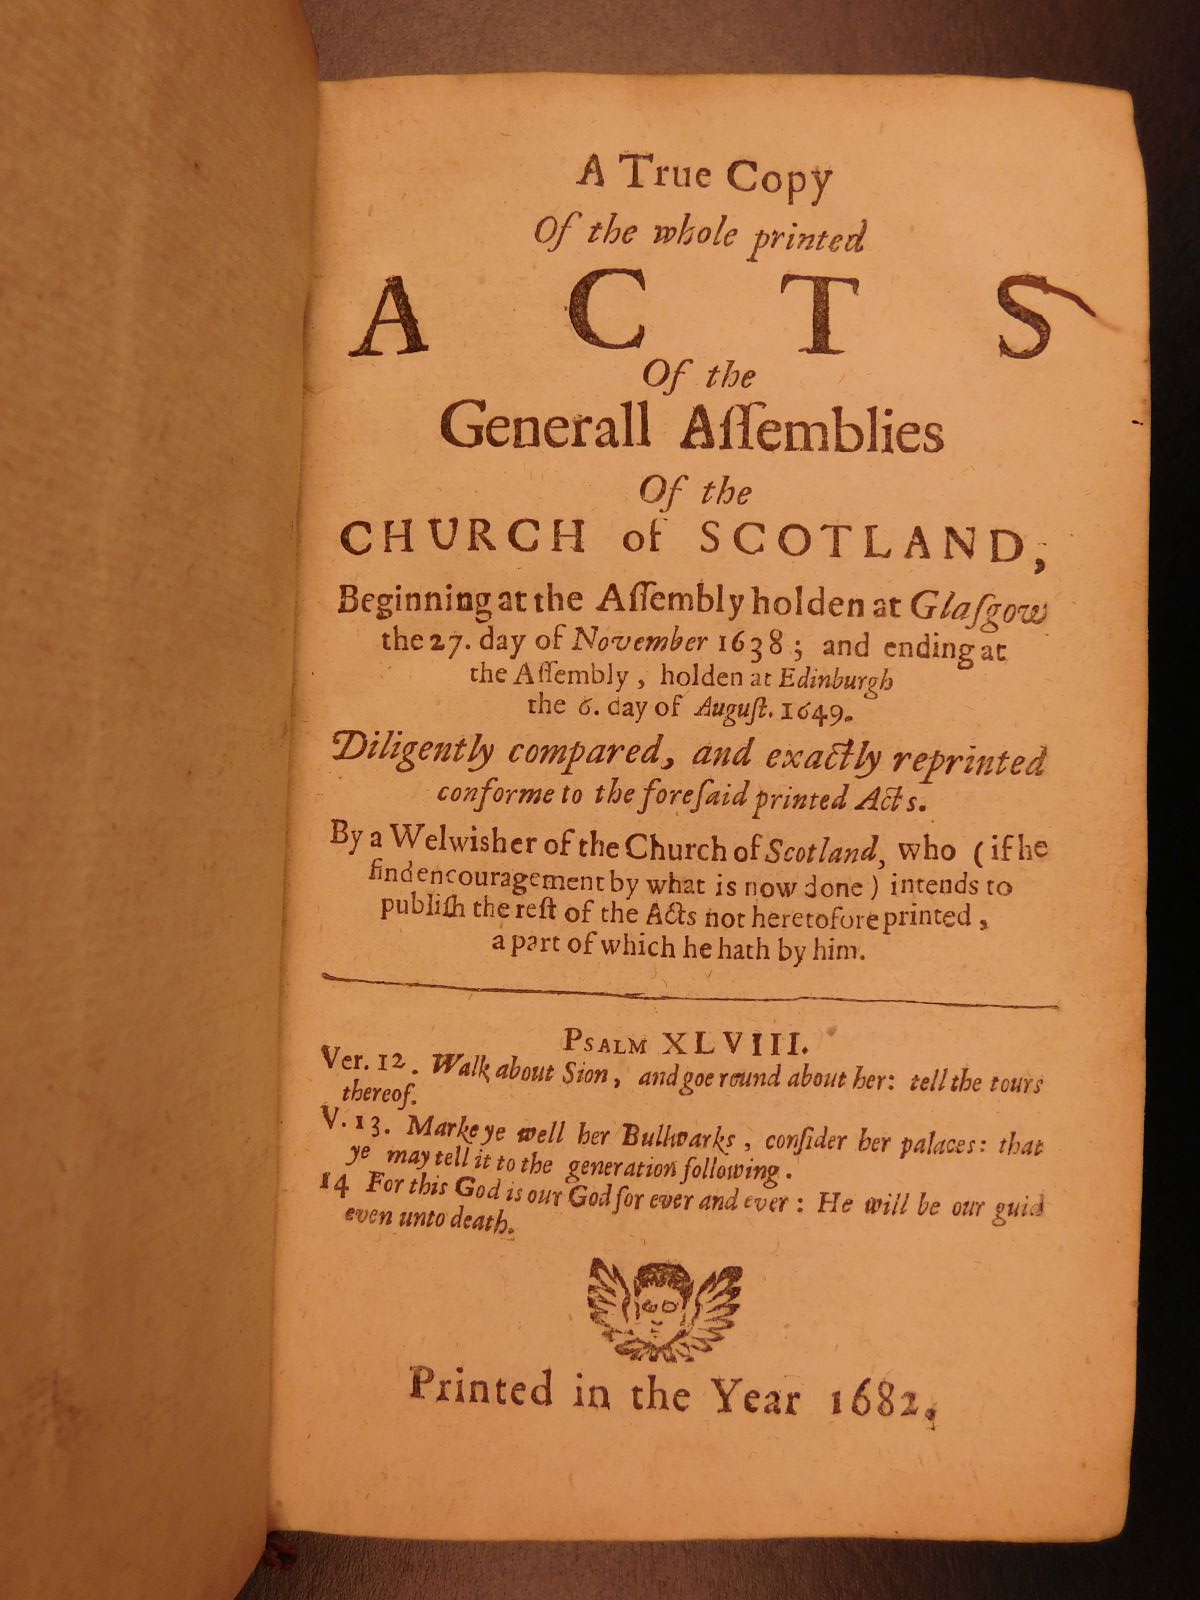 A True Copy
Of the whole printed
ACTS
Of the
Generall Aſſemblies
Of the
CHURCH of SCOTLAND,
Beginning at the Aſſembly holden at Glaſgow
the 27. day of November 1638; and ending at
the Aſſembly, holden at Edinburgh
the 6. day of Auguſt. 1649.
Diligently compared, and exactly reprinted
conforme to the foreſaid printed Acts.
By a Welwisher of the Church of Scotland, who (if he
find encouragement by what is now done) intends to
publiſh the reſt of the Acts not heretofore printed,
a part of which he hath by him.
PSALM XLVIII.
Ver. 12. Walk about Sion, and goe round about her: tell the tours
thereof.
V. 13. Marke ye well her Bullwarks, conſider her palaces: that
ye may tell it to the generation following.
14 For this God is our God for ever and ever: He will be our guid
even unto death.
Printed in the Year 1682.